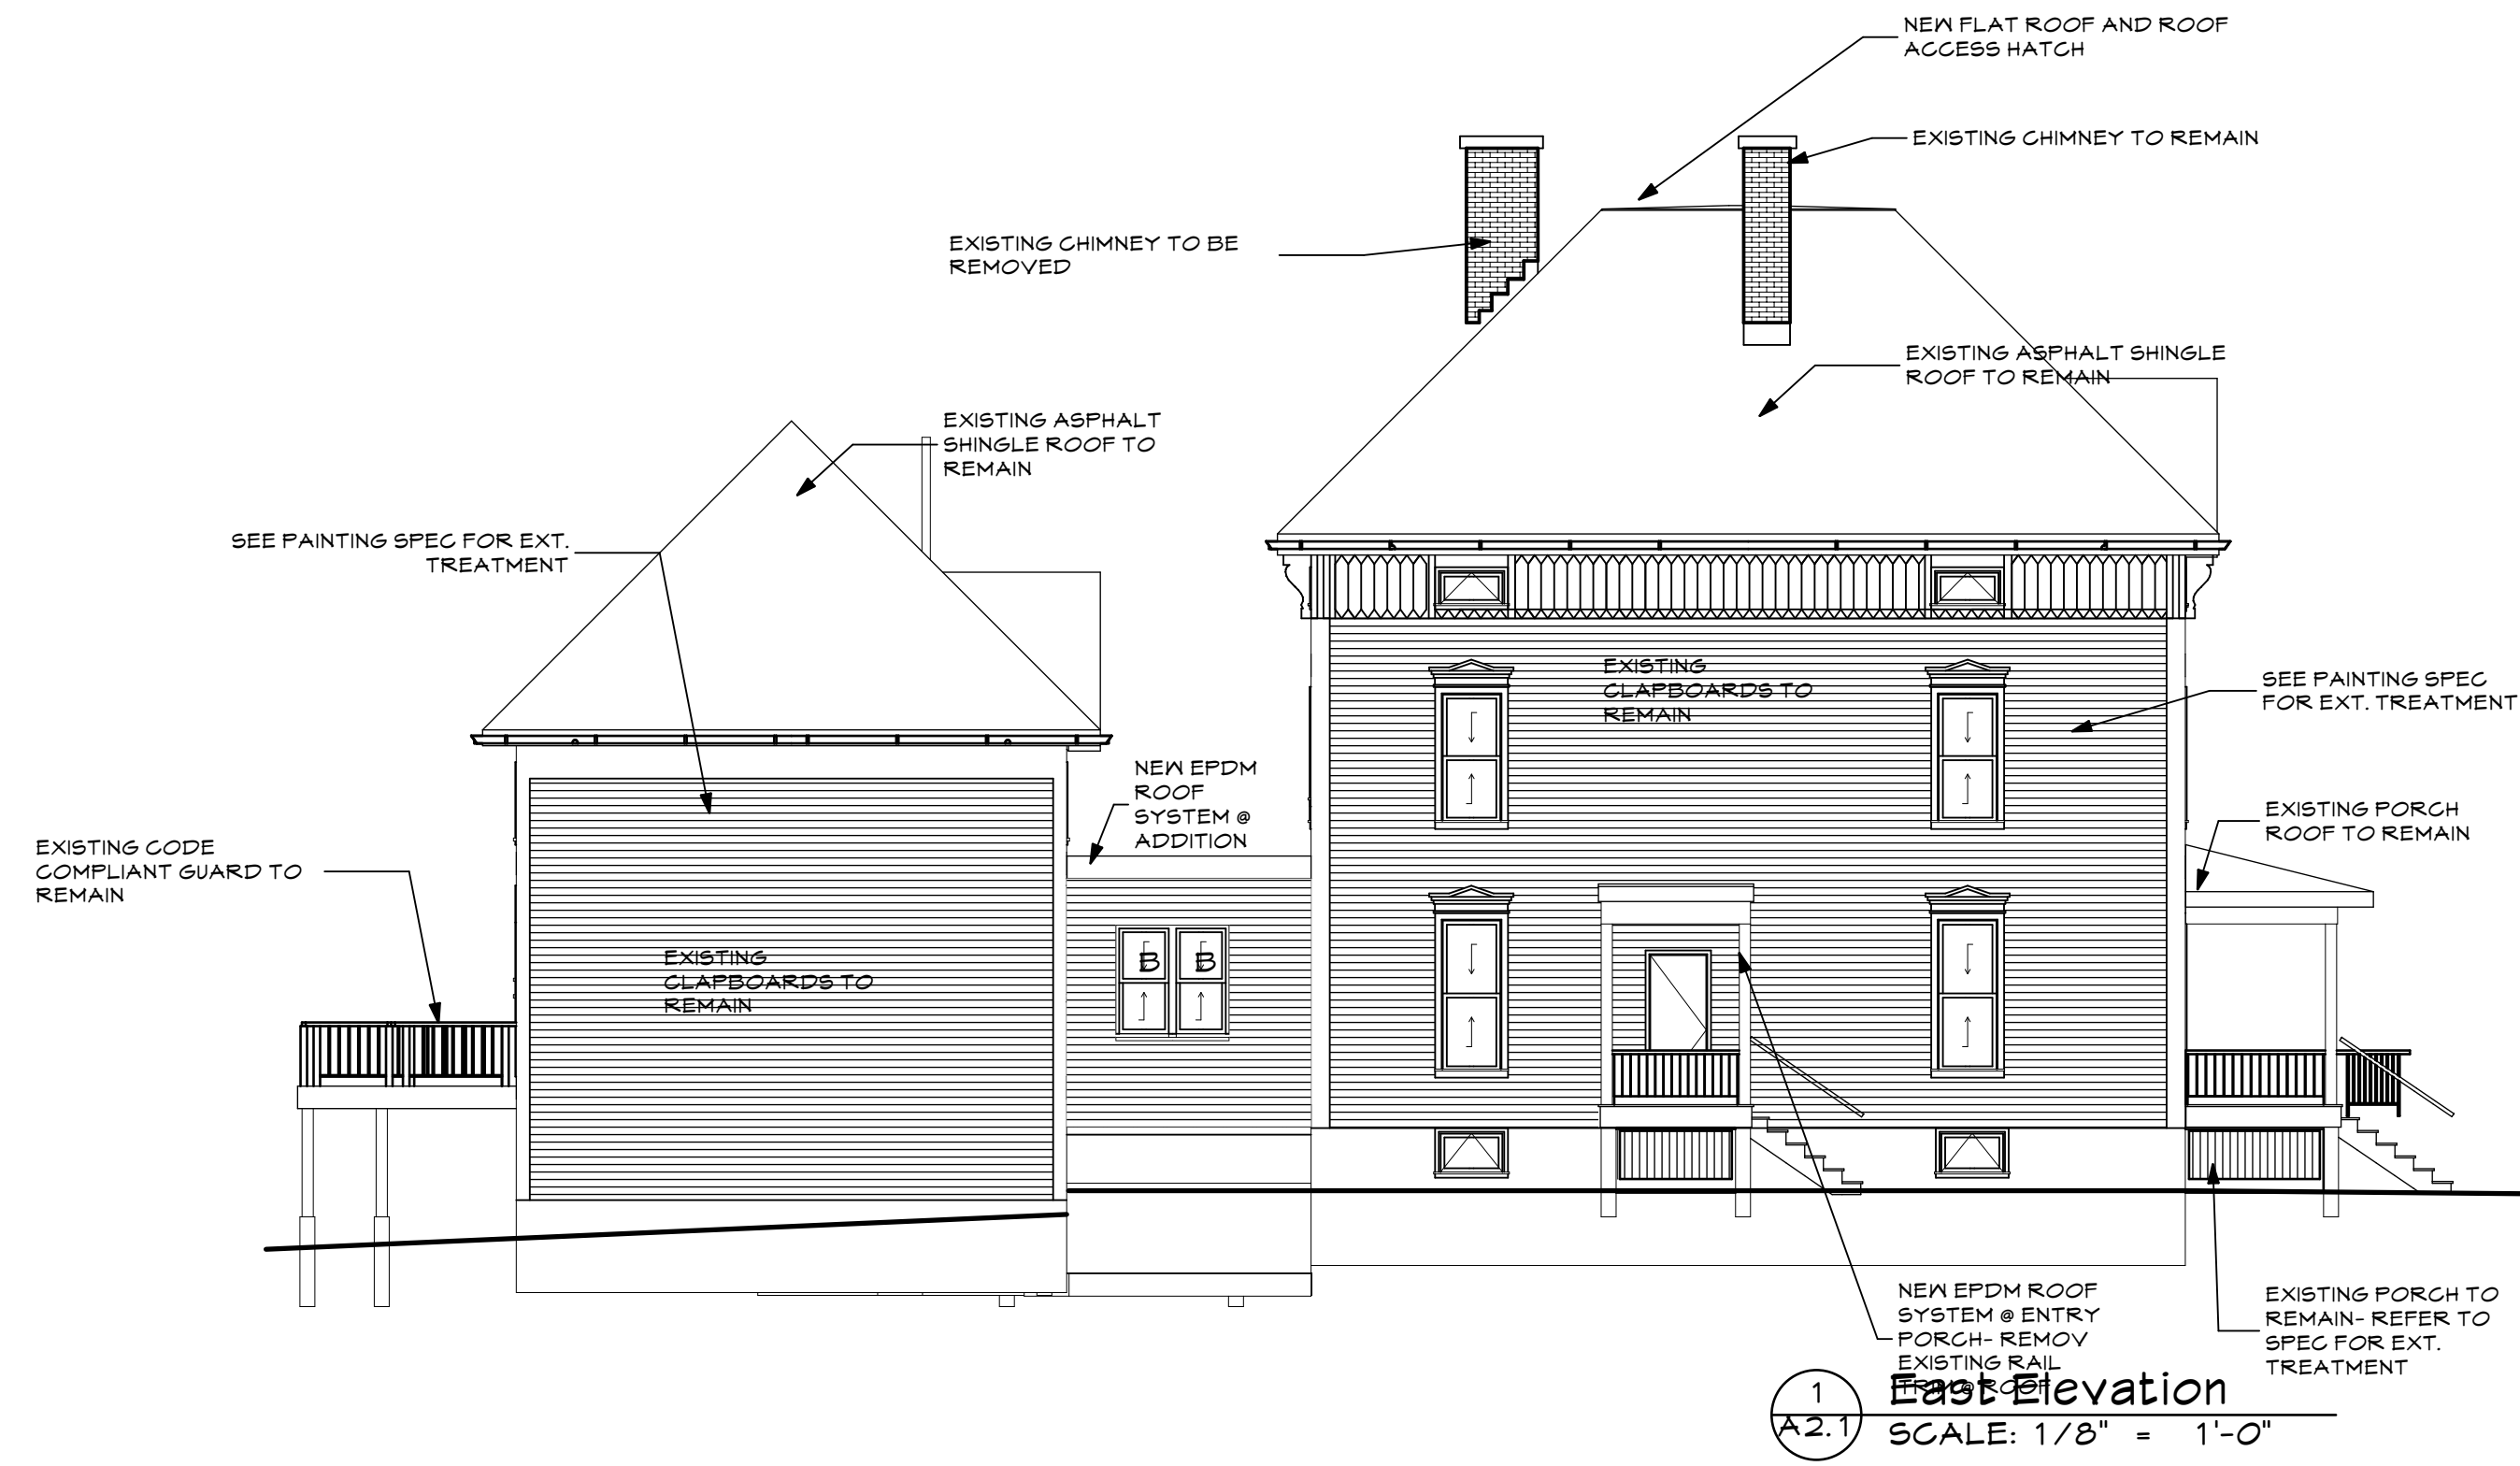 NEW FLAT ROOF AND ROOF
ACCESS HATCH
EXISTING CHIMNEY TO REMAIN
EXISTING CHIMNEY TO BE
REMOVED
EXISTING ASPHALT SHINGLE
ROOF TO REMAIN
EXISTING ASPHALT
SHINGLE ROOF TO
REMAIN
SEE PAINTING SPEC FOR EXT.
TREATMENT
EXISTING
CLAPBOARDS TO
REMAIN
SEE PAINTING SPEC
FOR EXT. TREATMENT
NEW EPDM
ROOF
SYSTEM @
ADDITION
EXISTING PORCH
ROOF TO REMAIN
EXISTING CODE
COMPLIANT GUARD TO
REMAIN
EXISTING
CLAPBOARDS TO
REMAIN
B B
NEW EPDM ROOF
SYSTEM @ ENTRY
PORCH- REMOV
EXISTING RAIL
TRIM @ ROOF
EXISTING PORCH TO
REMAIN- REFER TO
SPEC FOR EXT.
TREATMENT
1
A2.1
East Elevation
SCALE: 1/8" = 1'-0"